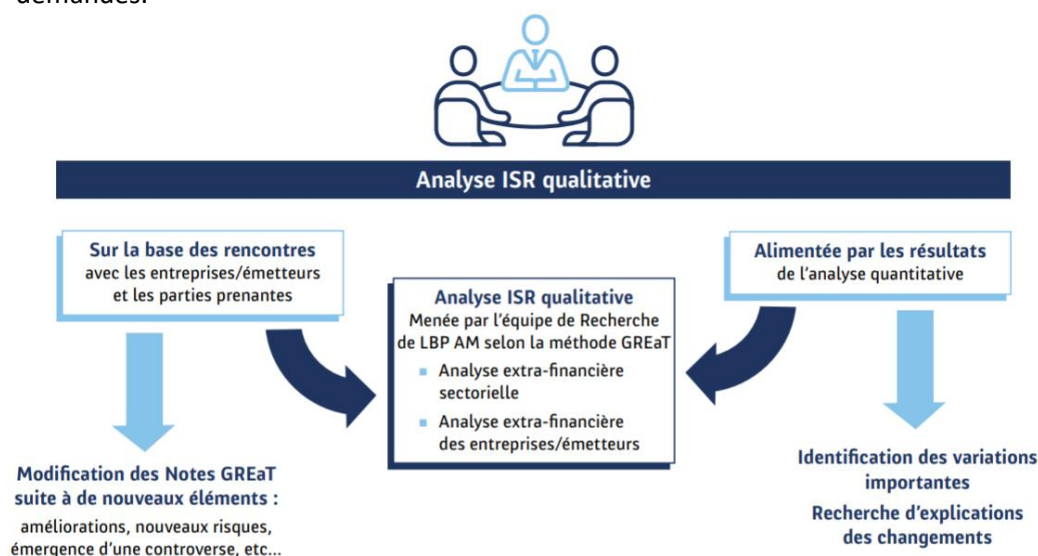 demandes.
Analyse ISR qualitative
Sur la base des rencontres
avec les entreprises/émetteurs
et les parties prenantes
Alimentée par les résultats
de l'analyse quantitative
Analyse ISR qualitative
Menée par l'équipe de Recherche
de LBP AM selon la méthode GREaT
Analyse extra-financière
sectorielle
Analyse extra-financière
des entreprises/émetteurs
Modification des Notes GREaT
suite à de nouveaux éléments :
améliorations, nouveaux risques,
émergence d'une controverse, etc...
Identification des variations
importantes
Recherche d'explications
des changements